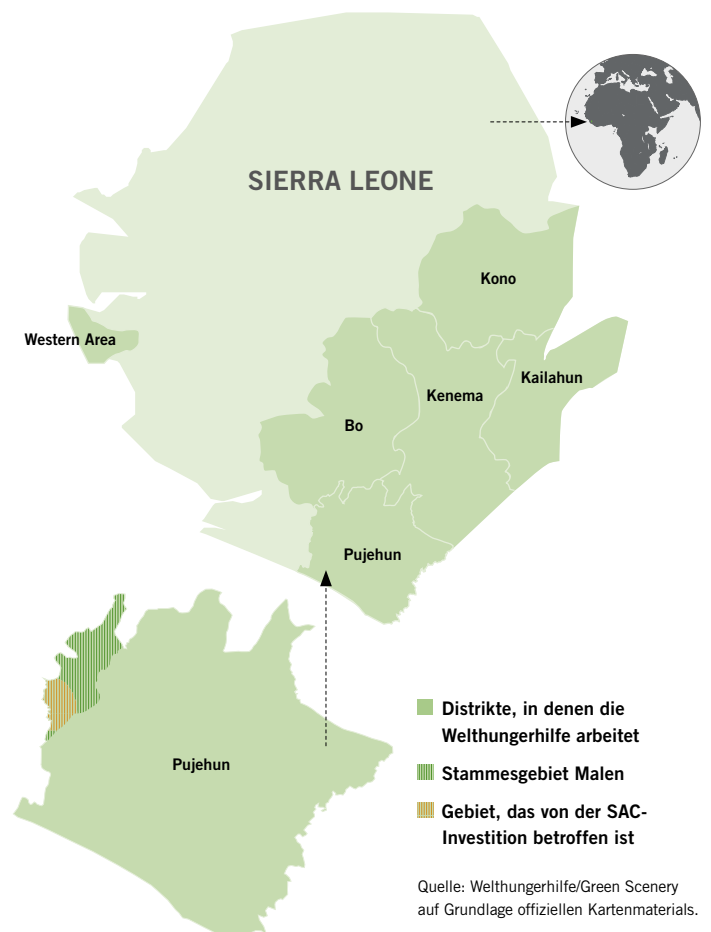 SIERRA LEONE
Kono
Western Area
Kailahun
Kenema
Bo
Pujehun
Pujehun
Distrikte, in denen die
Welthungerhilfe arbeitet
Stammesgebiet Malen
Gebiet, das von der SAC-
Investition betroffen ist
Quelle: Welthungerhilfe/Green Scenery
auf Grundlage offiziellen Kartenmaterials.